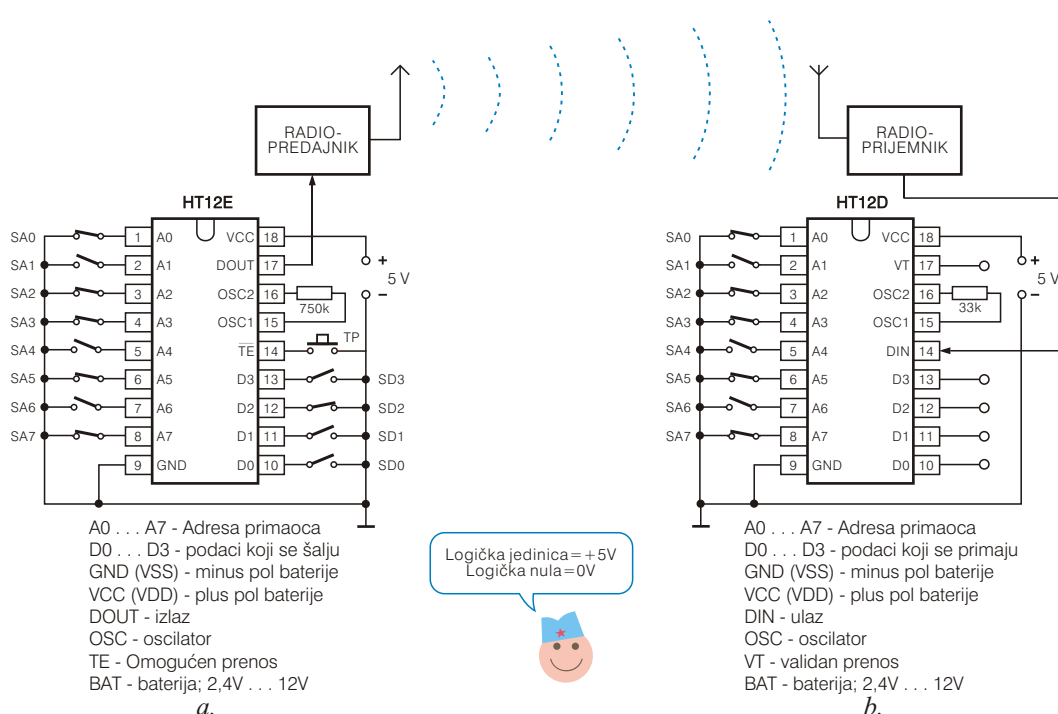 RADIO-
PREDAJNIK
HT12E
SA0
SA1
SA2
SA3
SA4
SA5
SA6
SA7
1 A0
2 A1
3 A2
4 A3
5 A4
6 A5
7 A6
8 A7
9 GND
VCC 18
DOUT 17
OSC2 16
OSC1 15
TE 14
D3 13
D2 12
D1 11
D0 10
750k
TP
+
5 V
−
SD3
SD2
SD1
SD0
A0 . . . A7 - Adresa primaoca
D0 . . . D3 - podaci koji se šalju
GND (VSS) - minus pol baterije
VCC (VDD) - plus pol baterije
DOUT - izlaz
OSC - oscilator
TE - Omogućen prenos
BAT - baterija; 2,4V . . . 12V
a.
Logička jedinica=+5V
Logička nula=0V
RADIO-
PRIJEMNIK
HT12D
SA0
SA1
SA2
SA3
SA4
SA5
SA6
SA7
1 A0
2 A1
3 A2
4 A3
5 A4
6 A5
7 A6
8 A7
9 GND
VCC 18
VT 17
OSC2 16
OSC1 15
DIN 14
D3 13
D2 12
D1 11
D0 10
33k
+
5 V
−
A0 . . . A7 - Adresa primaoca
D0 . . . D3 - podaci koji se primaju
GND (VSS) - minus pol baterije
VCC (VDD) - plus pol baterije
DIN - ulaz
OSC - oscilator
VT - validan prenos
BAT - baterija; 2,4V . . . 12V
b.